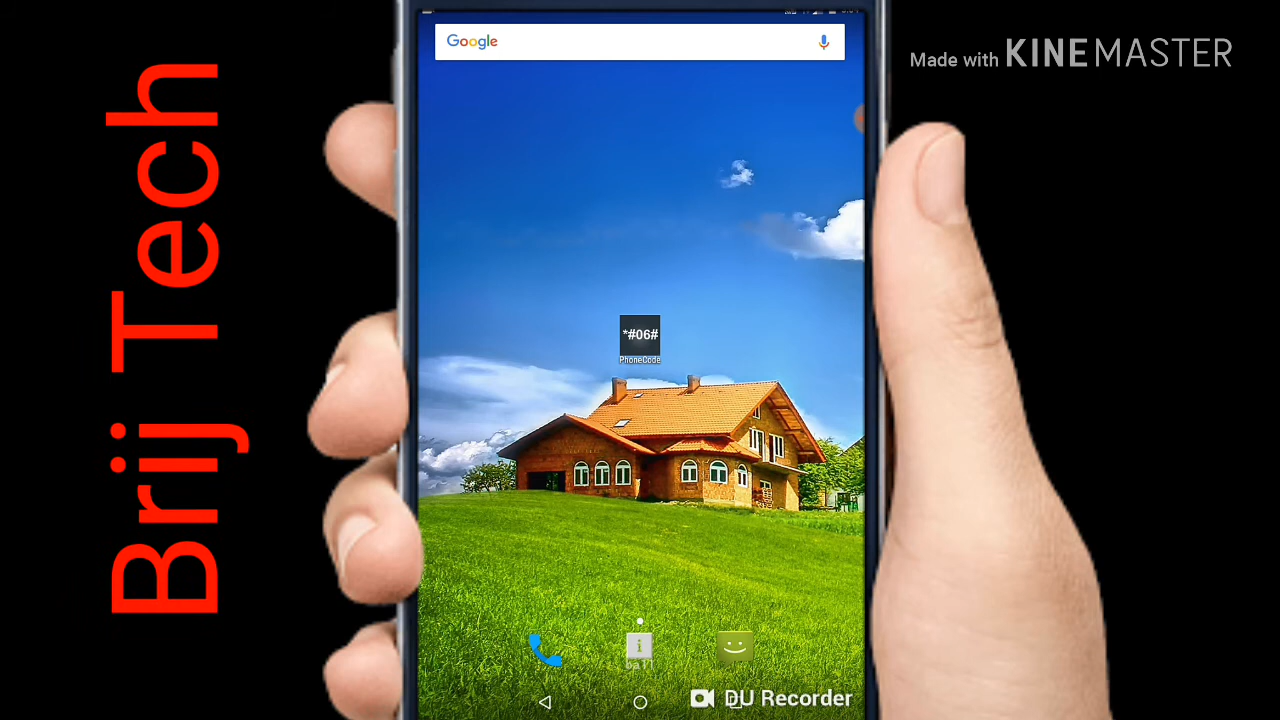 Google
Made with KINEMASTER
Brij Tech
*#06#
PhoneCode
DU Recorder